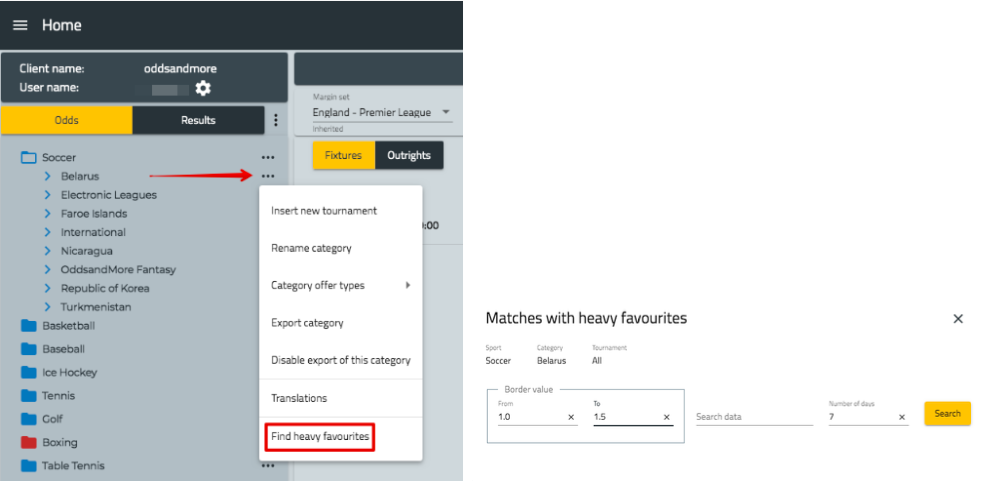 Home
Client name: oddsandmore
User name:
Odds Results
Soccer
Belarus
Electronic Leagues
Faroe Islands
International
Nicaragua
OddsandMore Fantasy
Republic of Korea
Turkmenistan
Basketball
Baseball
Ice Hockey
Tennis
Golf
Boxing
Table Tennis
Margin set
England - Premier League
Inherited
Fixtures Outrights
:00
Insert new tournament
Rename category
Category offer types
Export category
Disable export of this category
Translations
Find heavy favourites
Matches with heavy favourites
Sport Category Tournament
Soccer Belarus All
Border value
From To Number of days
1.0 1.5 Search data 7 Search